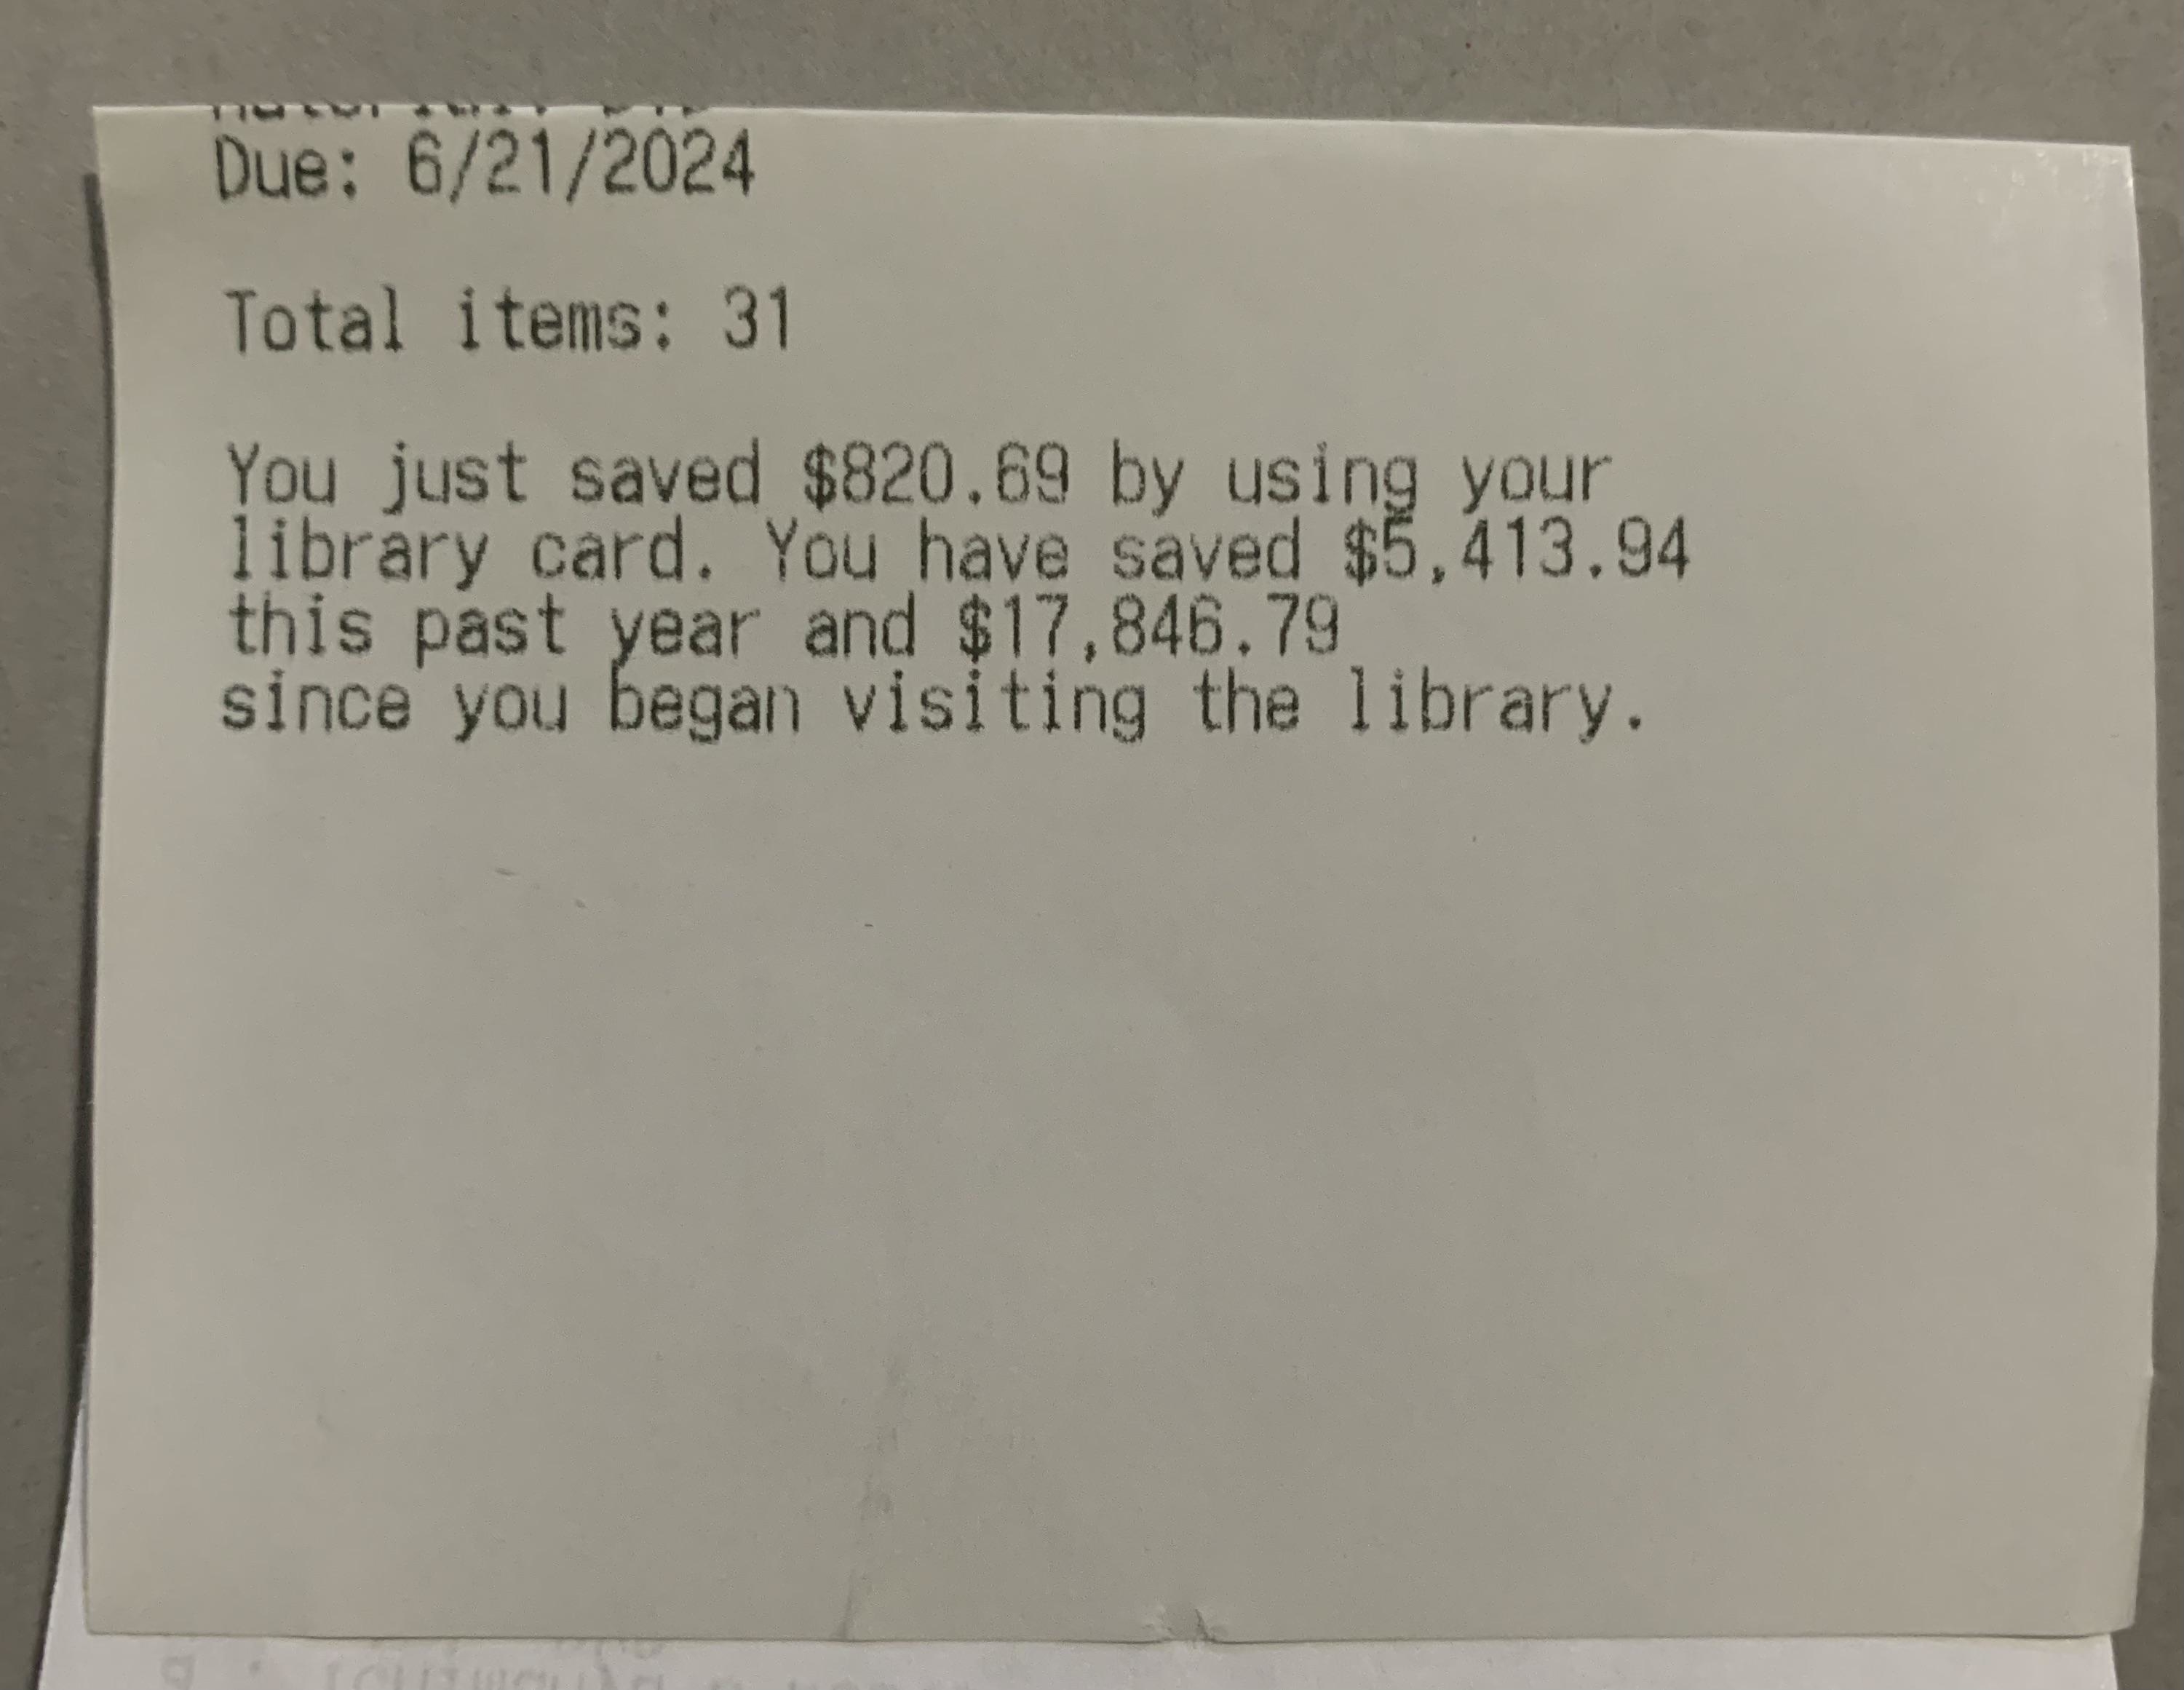 Due: 6/21/2024
Total items: 31
You just saved $820.69 by using your
library card. You have saved $5,413.94
this past year and $17,846.79
since you began visiting the library.